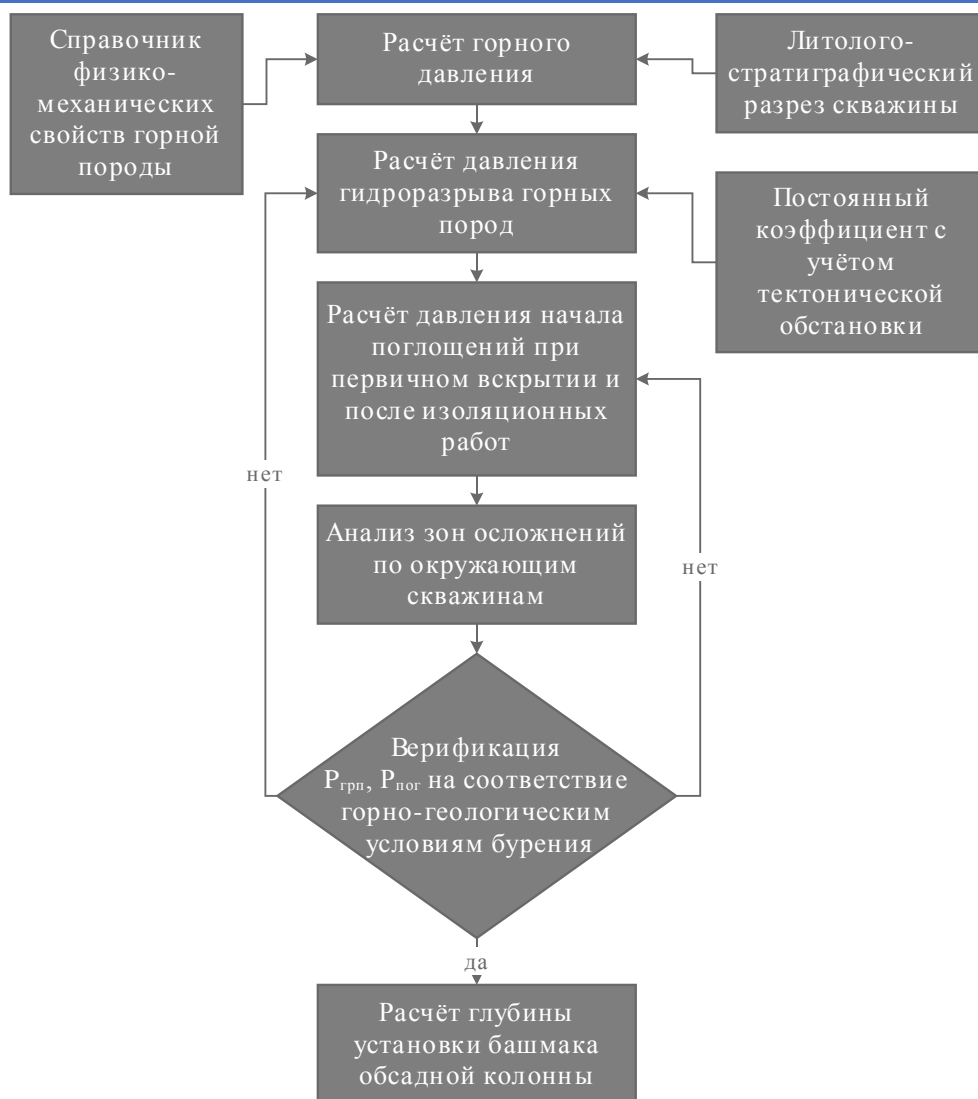 Справочник
физико-
механических
свойств горной
породы
Расчёт горного
давления
Литолого-
стратиграфический
разрез скважины
Расчёт давления
гидроразрыва горных
пород
Постоянный
коэффициент с
учётом
тектонической
обстановки
Расчёт давления начала
поглощений при
первичном вскрытии и
после изоляционных
работ
нет
Анализ зон осложнений
по окружающим
скважинам
нет
Верификация
Pгрп, Pпог на соответствие
горно-геологическим
условиям бурения
да
Расчёт глубины
установки башмака
обсадной колонны